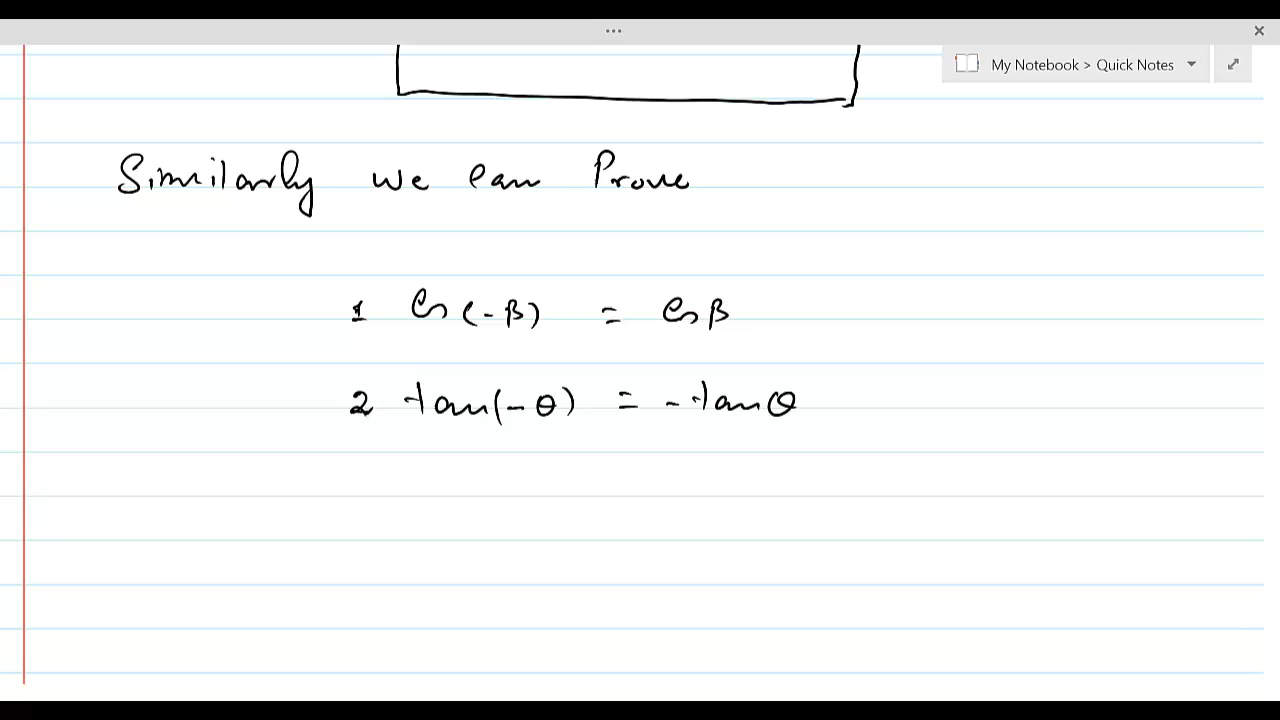 ...
My Notebook > Quick Notes
Similarly we can Prove
1 Cos(-β) = Cosβ
2 tan(-θ) = -tanθ